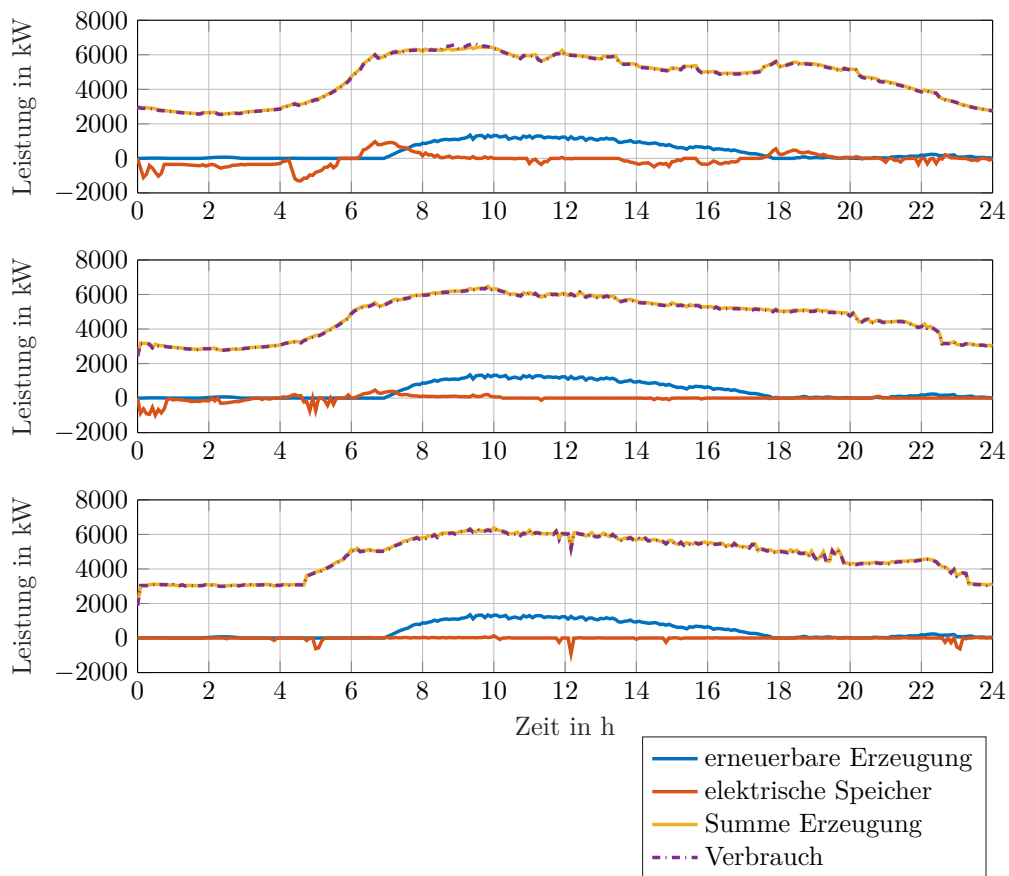 8000
6000
4000
2000
0
−2000
Leistung in kW
0 2 4 6 8 10 12 14 16 18 20 22 24
8000
6000
4000
2000
0
−2000
Leistung in kW
0 2 4 6 8 10 12 14 16 18 20 22 24
8000
6000
4000
2000
0
−2000
Leistung in kW
0 2 4 6 8 10 12 14 16 18 20 22 24
Zeit in h
erneuerbare Erzeugung
elektrische Speicher
Summe Erzeugung
Verbrauch